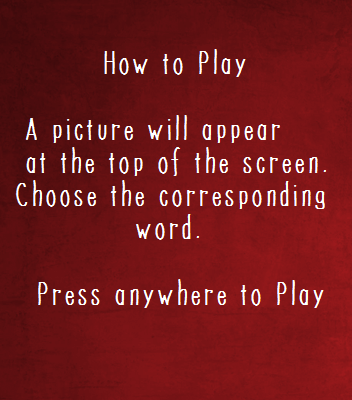 How to Play
A picture will appear
at the top of the screen.
Choose the corresponding
word.
Press anywhere to Play